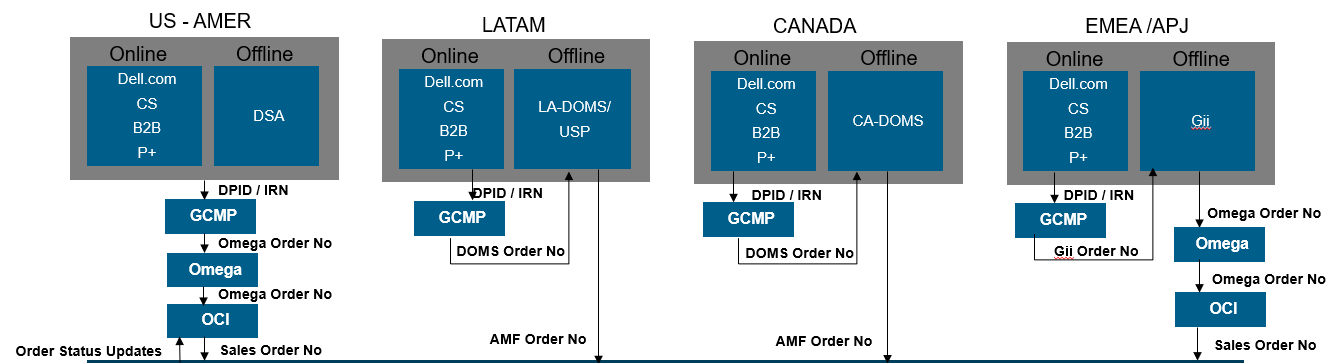 US - AMER
Online
Offline
Dell.com
CS
B2B
P+
DSA
DPID / IRN
GCMP
Omega Order No
Omega
Omega Order No
OCI
Order Status Updates
Sales Order No
LATAM
Online
Offline
Dell.com
CS
B2B
P+
LA-DOMS/
USP
DPID / IRN
GCMP
DOMS Order No
AMF Order No
CANADA
Online
Offline
Dell.com
CS
B2B
P+
CA-DOMS
DPID / IRN
GCMP
DOMS Order No
AMF Order No
EMEA /APJ
Online
Offline
Dell.com
CS
B2B
P+
Gii
DPID / IRN
GCMP
Gii Order No
Omega Order No
Omega
Omega Order No
OCI
Sales Order No